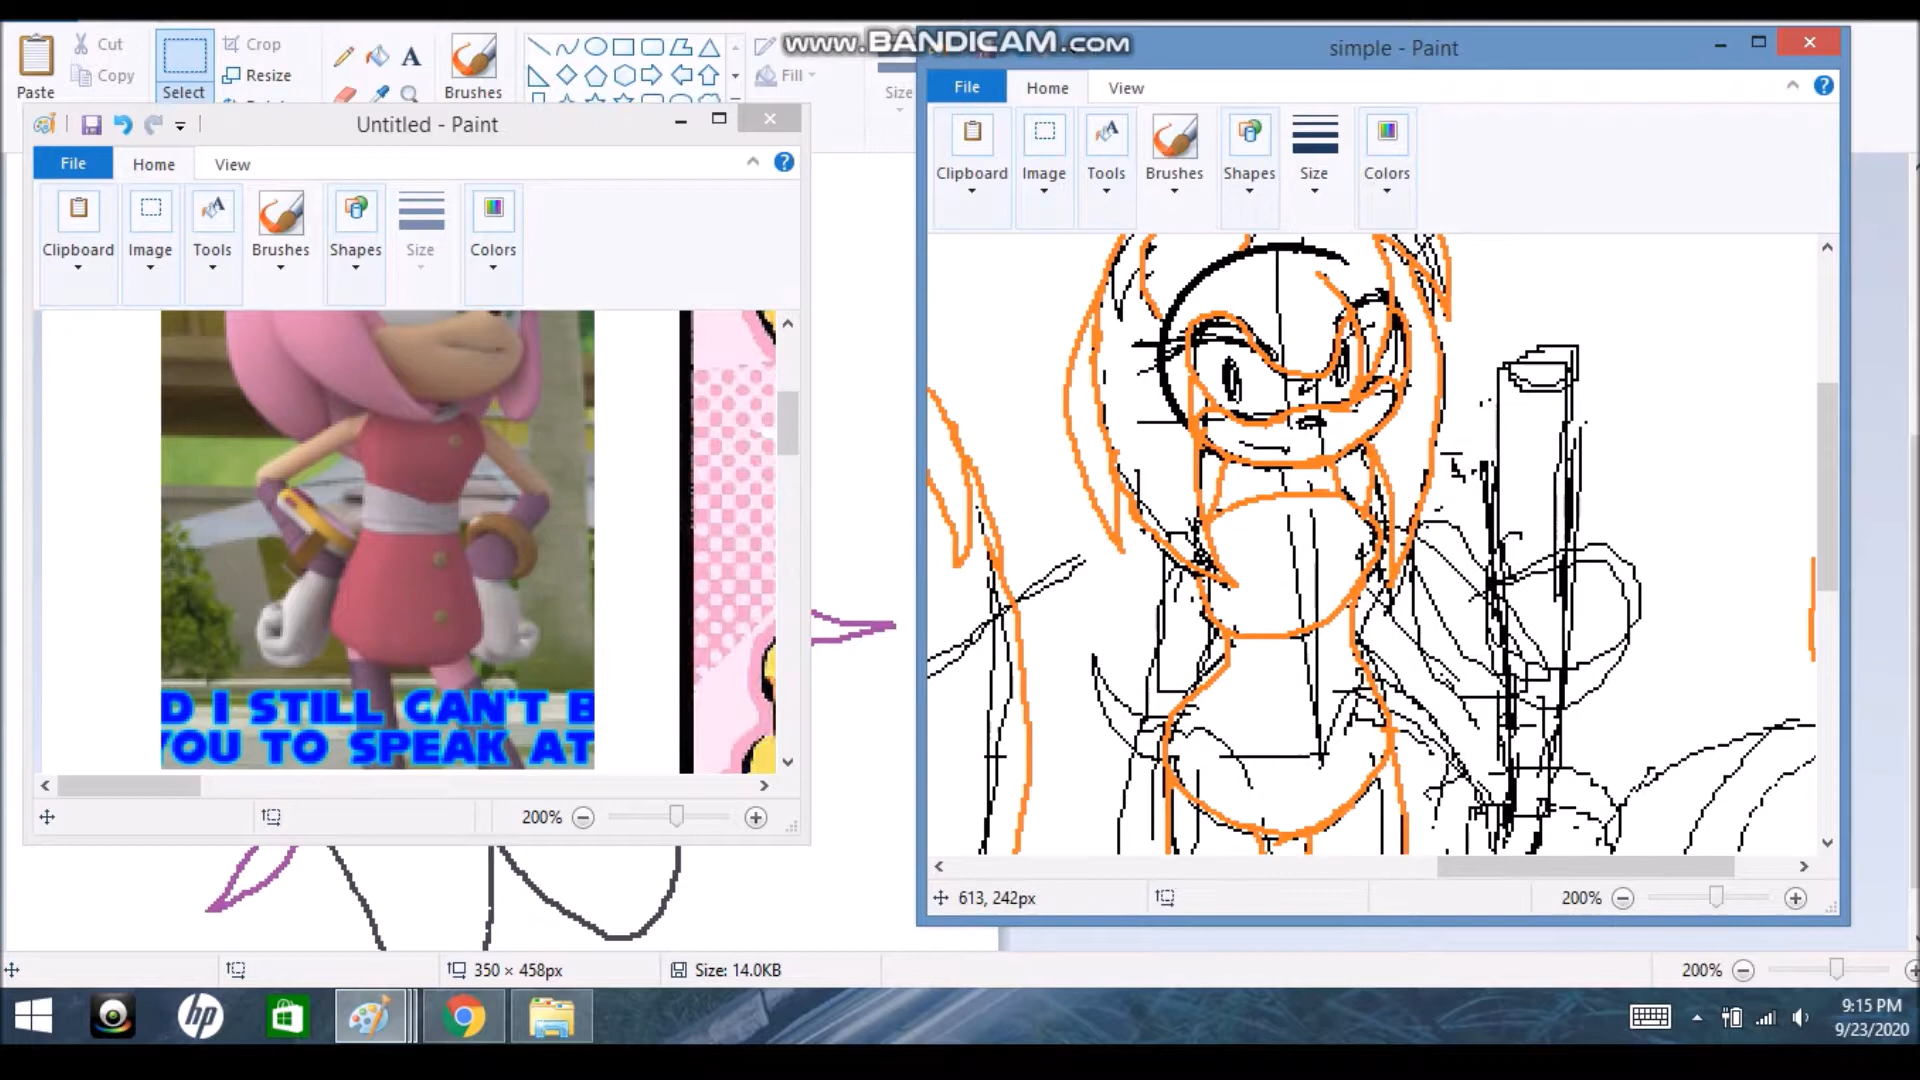 www.BANDICAM.com
Cut
Copy
Paste
Select
Crop
Resize
A
Brushes
Fill
Size
Untitled - Paint
File
Home
View
Clipboard
Image
Tools
Brushes
Shapes
Size
Colors
D I STILL CAN'T B
YOU TO SPEAK AT
200%
simple - Paint
File
Home
View
Clipboard
Image
Tools
Brushes
Shapes
Size
Colors
613, 242px
200%
350 × 458px
Size: 14.0KB
200%
hp
9:15 PM
9/23/2020